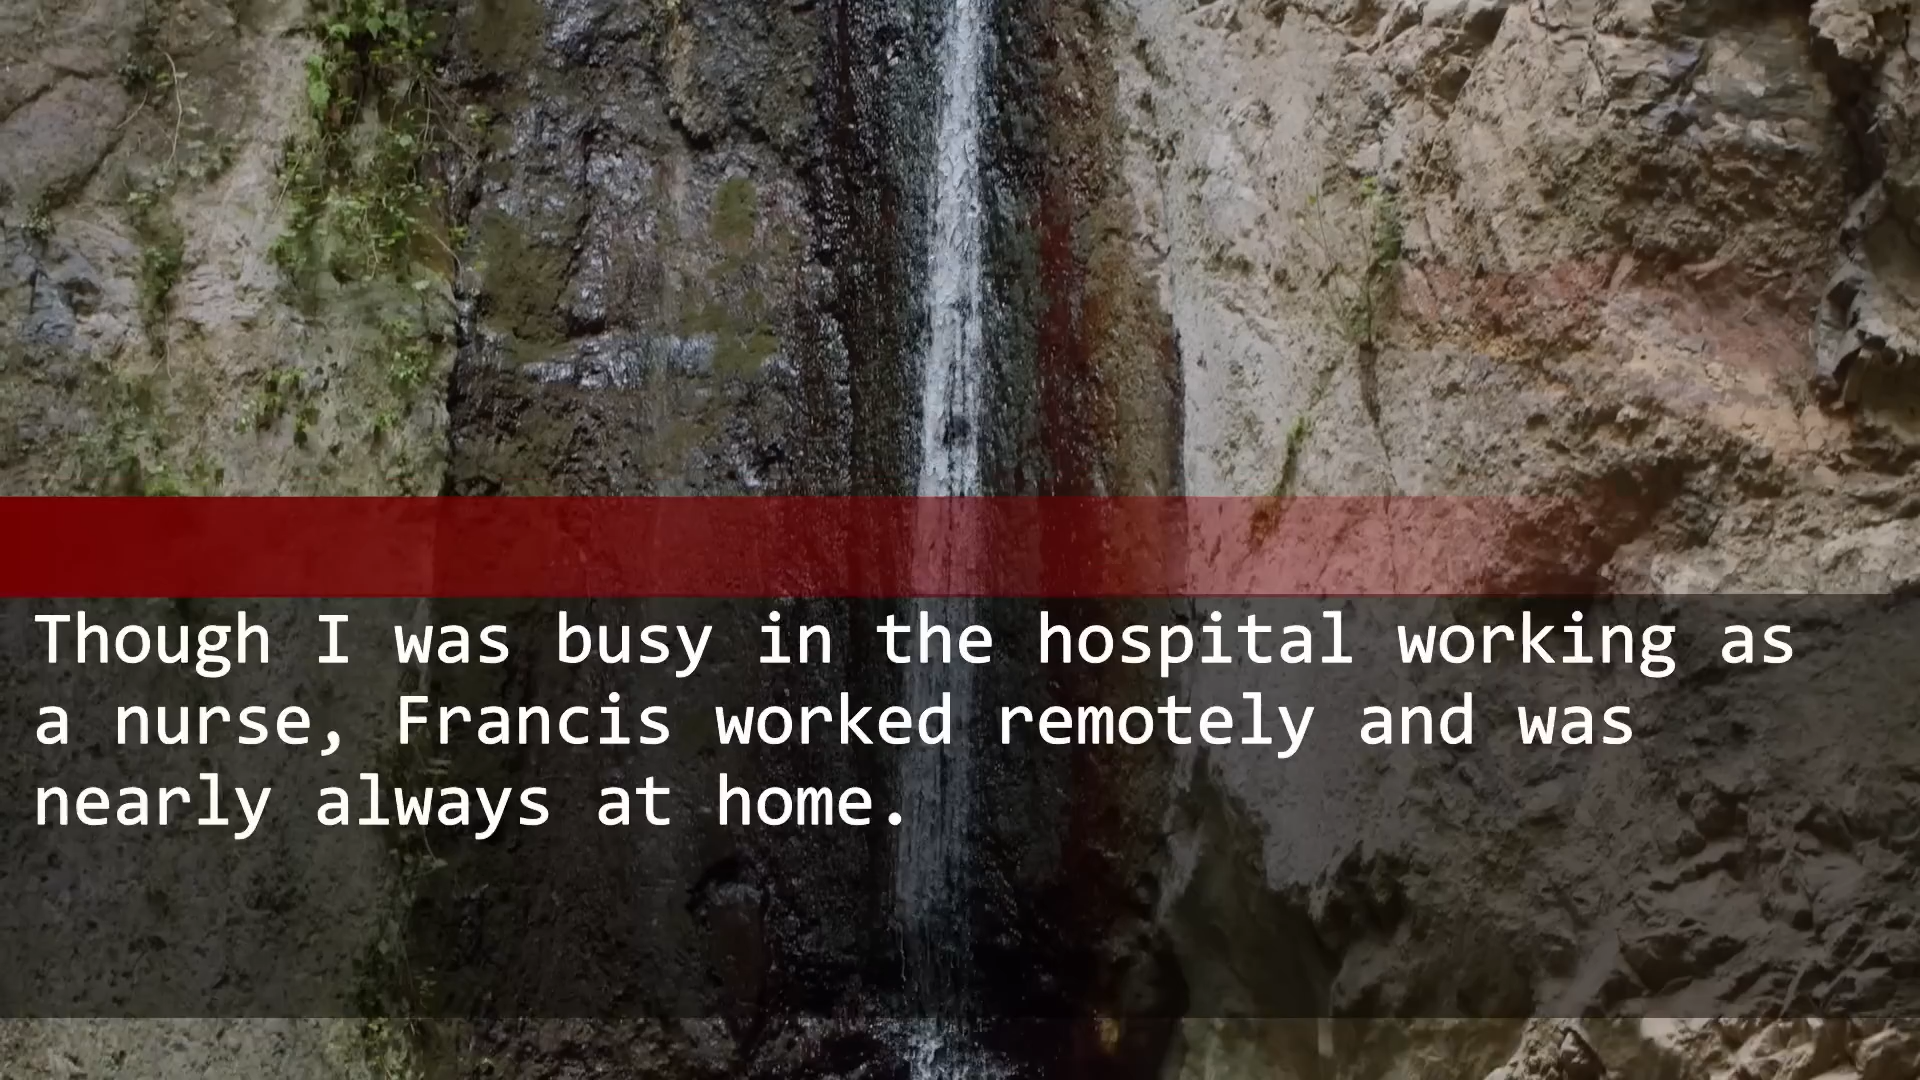 Though I was busy in the hospital working as
a nurse, Francis worked remotely and was
nearly always at home.